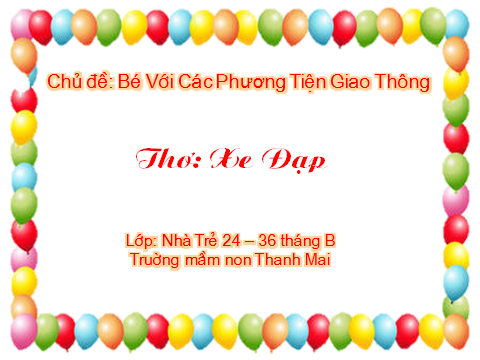 Chủ đề: Bé Với Các Phương Tiện Giao Thông
Thơ: Xe Đạp
Lớp: Nhà Trẻ 24 – 36 tháng B
Trường mầm non Thanh Mai